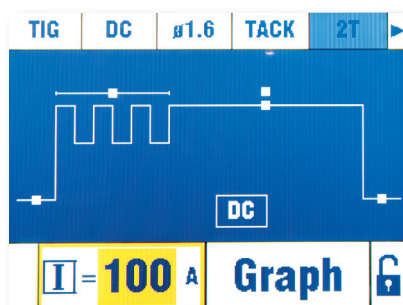 TIG DC ø1.6 TACK 2T
DC
I = 100 A Graph